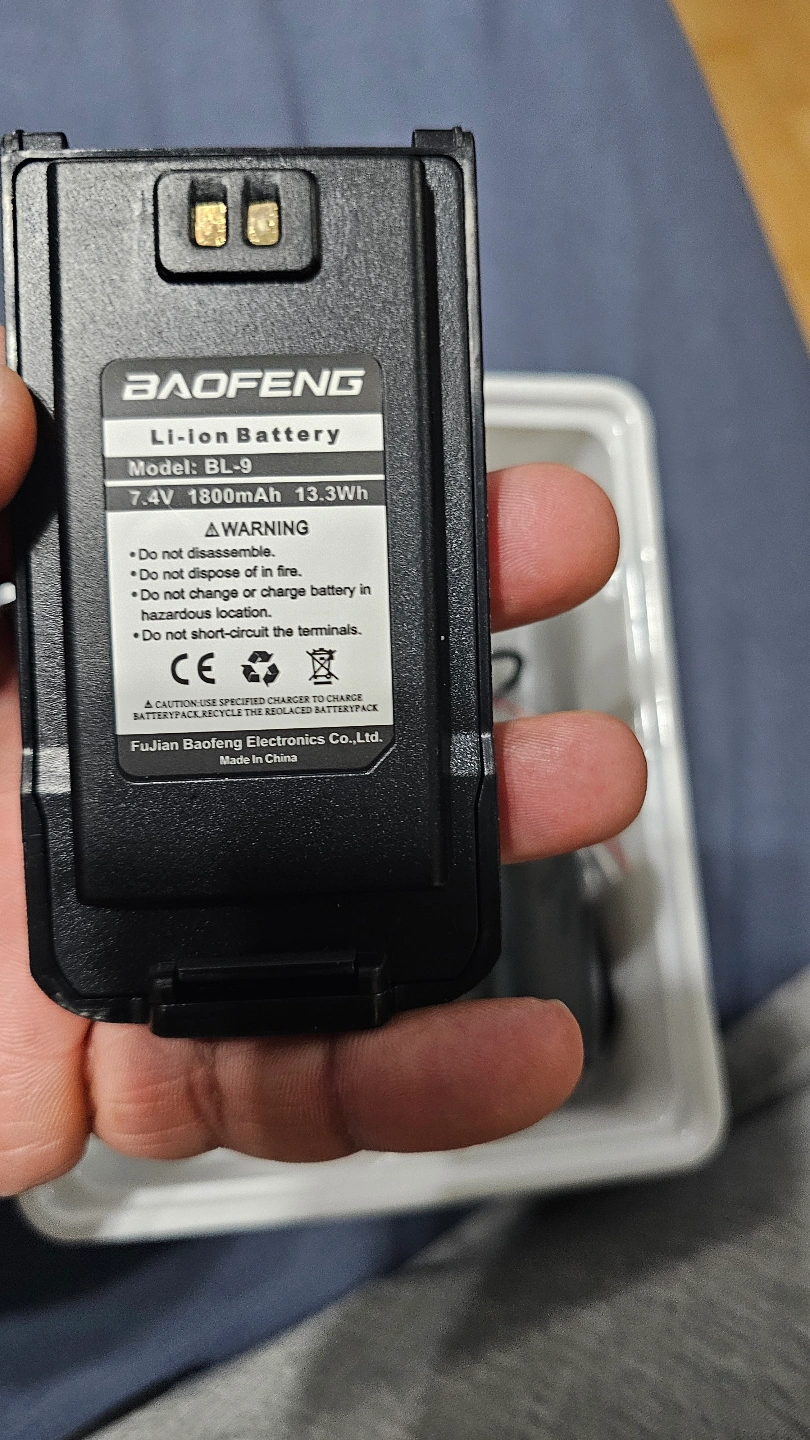 BAOFENG
Li-ion Battery
Model: BL-9
7.4V 1800mAh 13.3Wh
⚠WARNING
•Do not disassemble.
•Do not dispose of in fire.
•Do not change or charge battery in
hazardous location.
•Do not short-circuit the terminals.
CE
⚠ CAUTION:USE SPECIFIED CHARGER TO CHARGE
BATTERYPACK,RECYCLE THE REOLACED BATTERYPACK
FuJian Baofeng Electronics Co.,Ltd.
Made In China